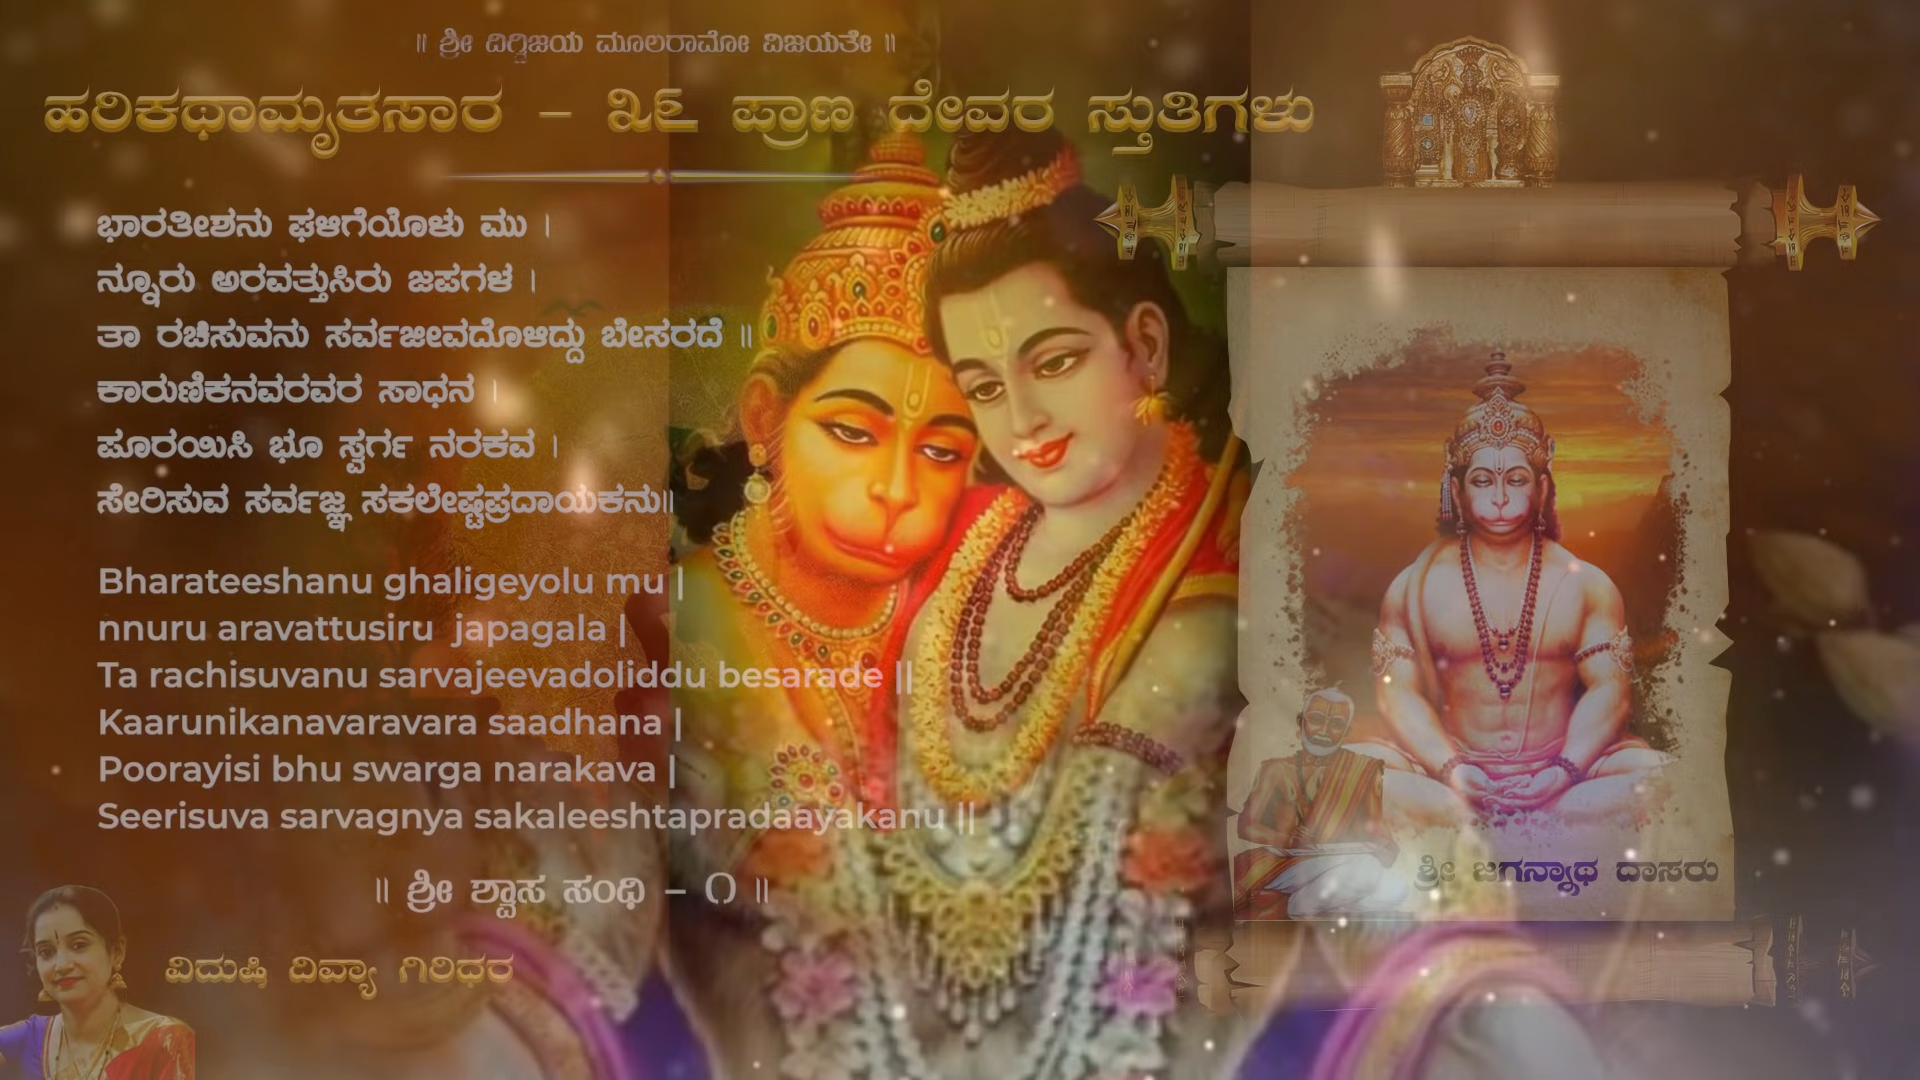 ॥ ಶ್ರೀ ದಿಗ್ವಿಜಯ ಮೂಲರಾಮೋ ವಿಜಯತೇ ॥
ಹರಿಕಥಾಮೃತಸಾರ – ೩೬ ಪ್ರಾಣ ದೇವರ ಸ್ತುತಿಗಳು
ಭಾರತೀಶನು ಘಳಿಗೆಯೊಳು ಮು ।
ನ್ನೂರು ಅರವತ್ತುಸಿರು ಜಪಗಳ ।
ತಾ ರಚಿಸುವನು ಸರ್ವಜೀವದೊಳಿದ್ದು ಬೇಸರದೆ ॥
ಕಾರುಣಿಕನವರವರ ಸಾಧನ ।
ಪೂರಯಿಸಿ ಭೂ ಸ್ವರ್ಗ ನರಕವ ।
ಸೇರಿಸುವ ಸರ್ವಜ್ಞ ಸಕಲೇಷ್ಟಪ್ರದಾಯಕನು॥
Bharateeshanu ghaligeyolu mu |
nnuru aravattusiru  japagala |
Ta rachisuvanu sarvajeevadoliddu besarade ||
Kaarunikanavaravara saadhana |
Poorayisi bhu swarga narakava |
Seerisuva sarvagnya sakaleeshtapradaayakanu ||
॥ ಶ್ರೀ ಶ್ವಾಸ ಸಂಧಿ – ೧ ॥
ಶ್ರೀ ಜಗನ್ನಾಥ ದಾಸರು
ವಿದುಷಿ ದಿವ್ಯಾ ಗಿರಿಧರ